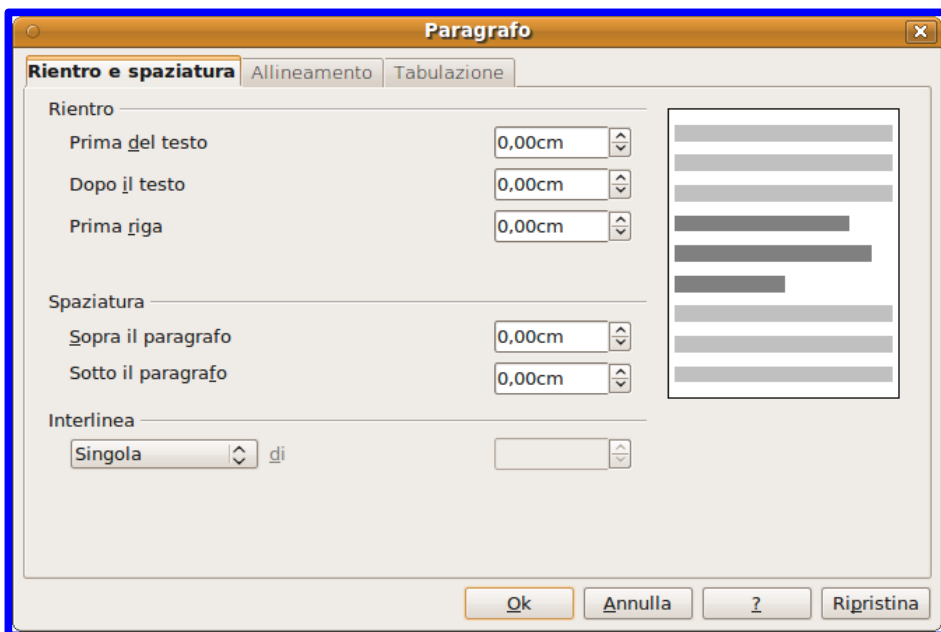 Paragrafo
Rientro e spaziatura Allineamento Tabulazione
Rientro
Prima del testo 0,00cm
Dopo il testo 0,00cm
Prima riga 0,00cm
Spaziatura
Sopra il paragrafo 0,00cm
Sotto il paragrafo 0,00cm
Interlinea
Singola di
Ok Annulla ? Ripristina